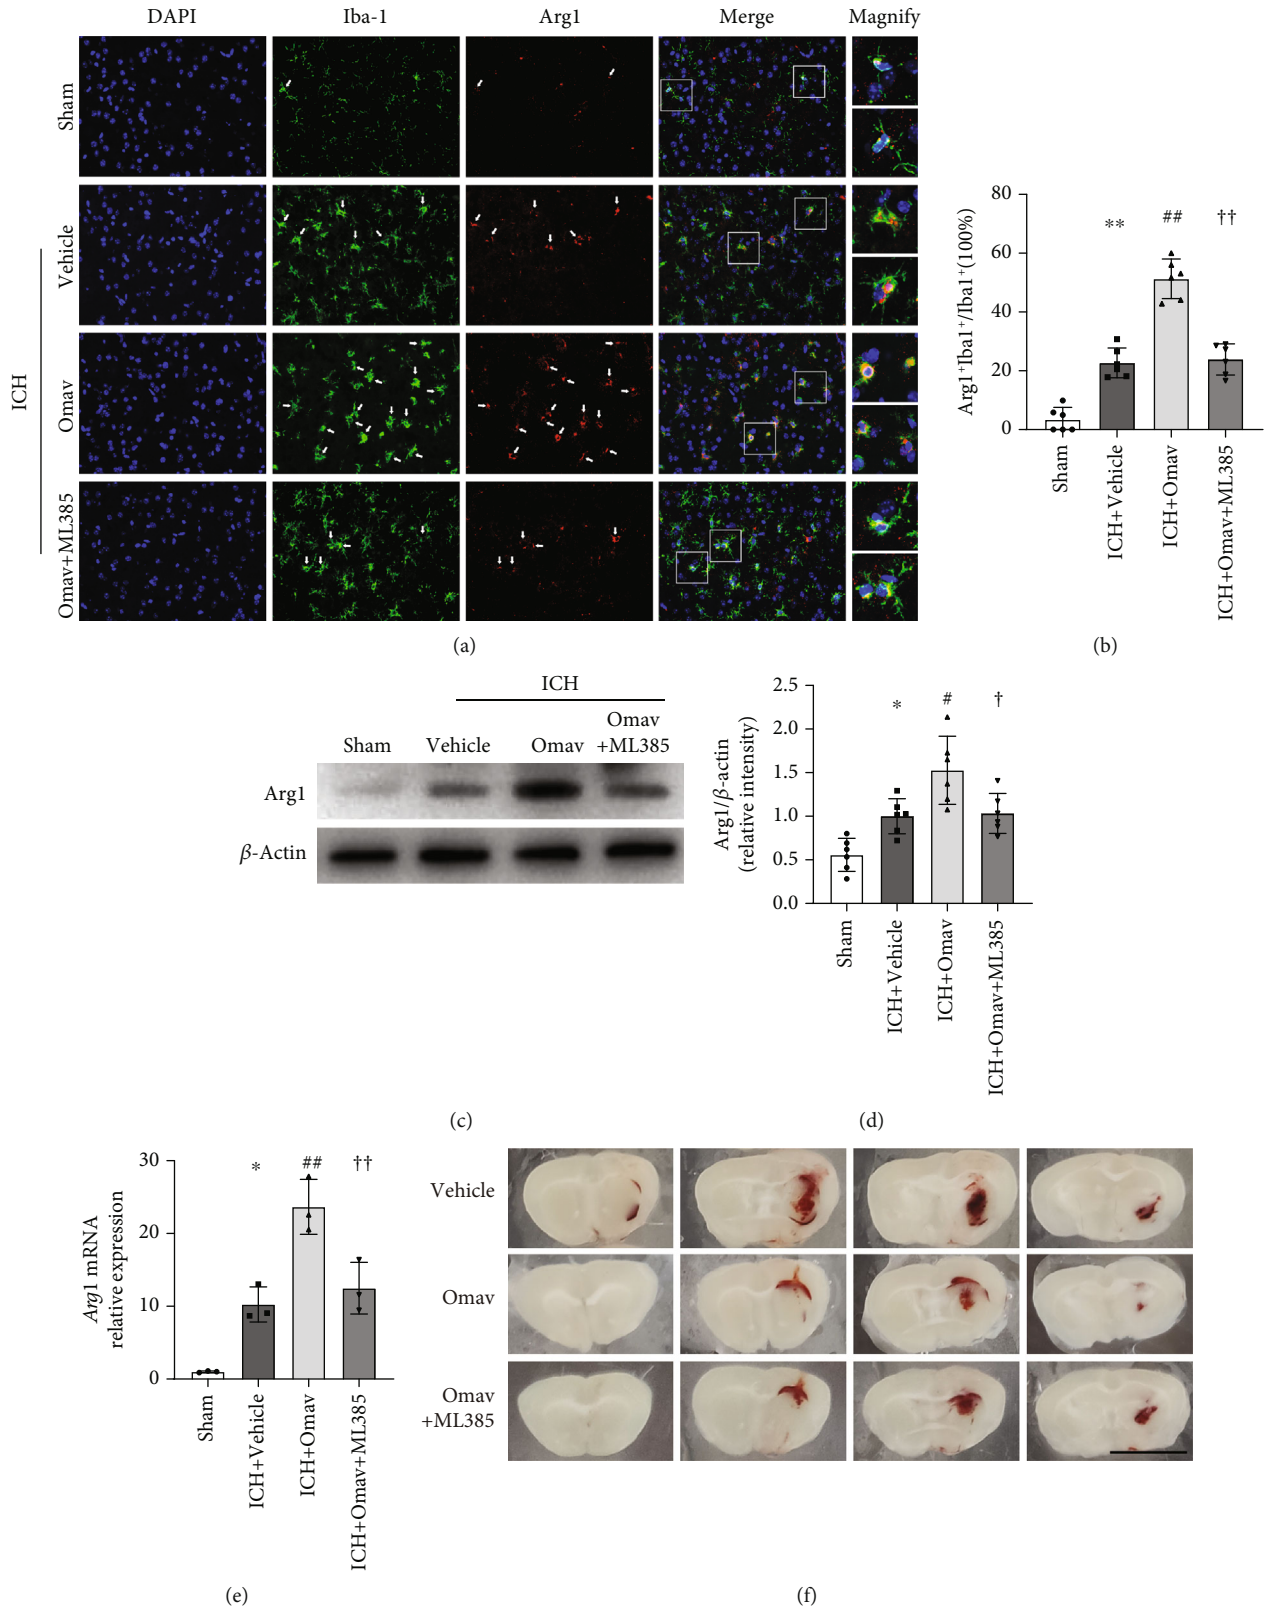 DAPI Iba-1 Arg1 Merge Magnify
Sham
Vehicle
Omav
Omav+ML385
ICH
(a)
80
60
40
20
0
Arg1⁺Iba1⁺/Iba1⁺(100%)
** ## ††
Sham
ICH+Vehicle
ICH+Omav
ICH+Omav+ML385
(b)
ICH
Sham Vehicle Omav Omav
+ML385
Arg1
β-Actin
(c)
2.5
2.0
1.5
1.0
0.5
0.0
Arg1/β-actin
(relative intensity)
* # †
Sham
ICH+Vehicle
ICH+Omav
ICH+Omav+ML385
(d)
30
20
10
0
Arg1 mRNA
relative expression
* ## ††
Sham
ICH+Vehicle
ICH+Omav
ICH+Omav+ML385
(e)
Vehicle
Omav
Omav
+ML385
(f)